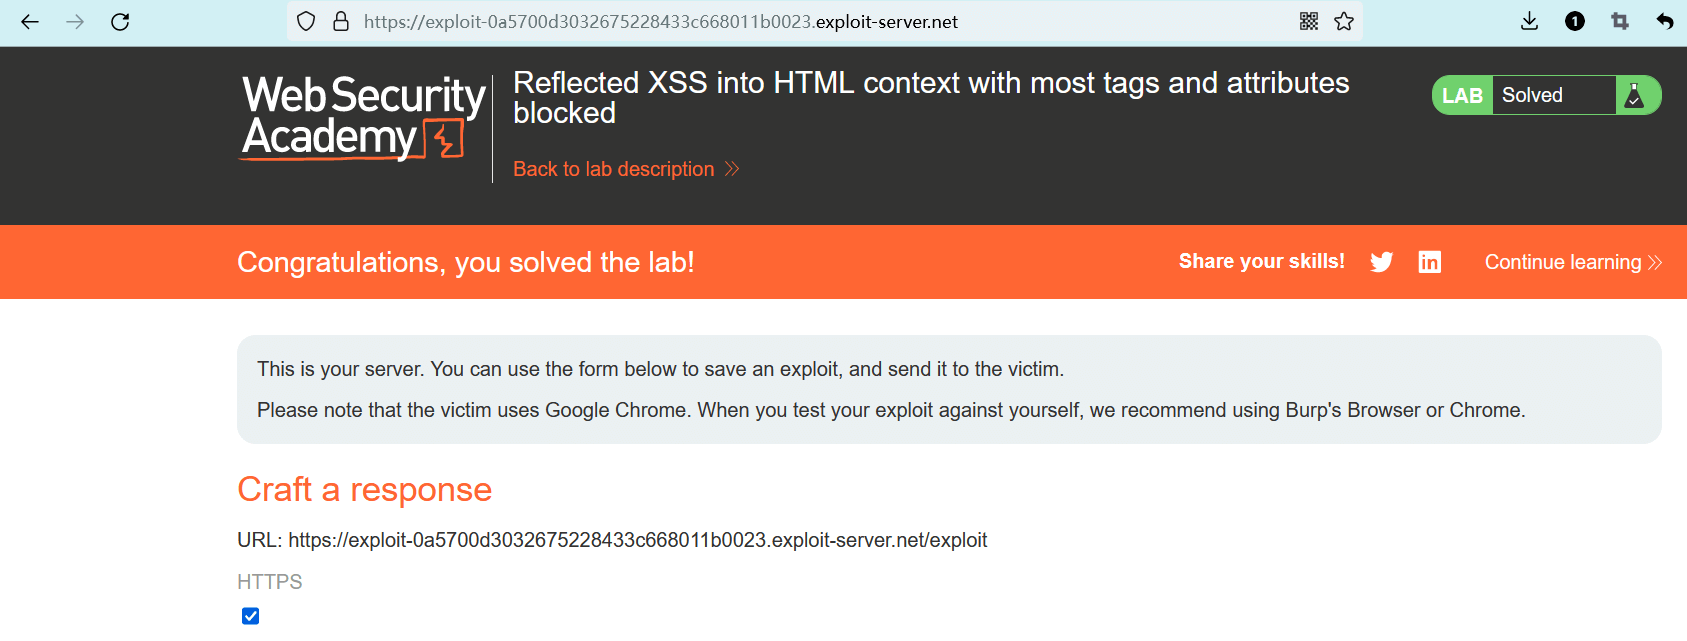 https://exploit-0a5700d3032675228433c668011b0023.exploit-server.net
1
Web Security
Academy
Reflected XSS into HTML context with most tags and attributes
blocked
Back to lab description
LAB Solved
Congratulations, you solved the lab!
Share your skills!
in
Continue learning
This is your server. You can use the form below to save an exploit, and send it to the victim.
Please note that the victim uses Google Chrome. When you test your exploit against yourself, we recommend using Burp's Browser or Chrome.
Craft a response
URL: https://exploit-0a5700d3032675228433c668011b0023.exploit-server.net/exploit
HTTPS